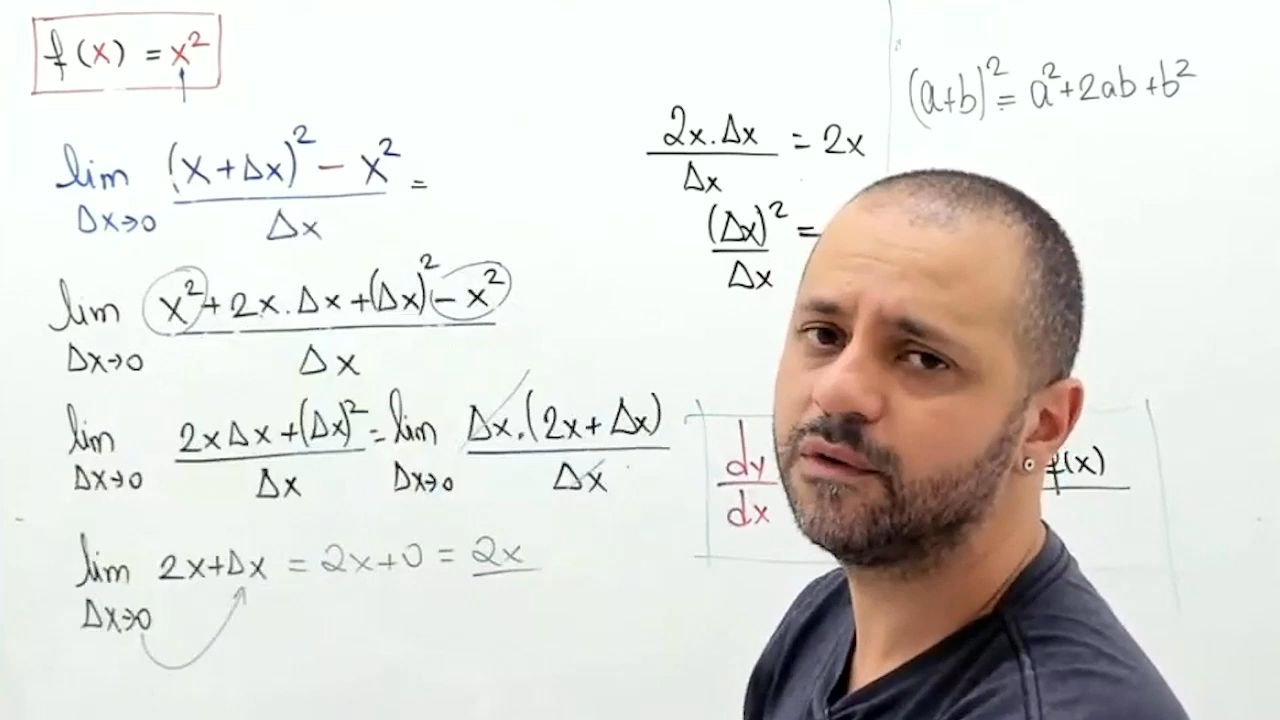 f(x) = x²
lim Δx→0 ((x+Δx)² − x²)/Δx =
lim Δx→0 (x² + 2x.Δx + (Δx)² − x²)/Δx
lim Δx→0 (2xΔx + (Δx)²)/Δx = lim Δx→0 (Δx.(2x + Δx))/Δx
lim Δx→0 2x+Δx = 2x+0 = 2x
(2x.Δx)/Δx = 2x
(Δx)²/Δx =
(a+b)² = a²+2ab+b²
dy/dx
f(x)